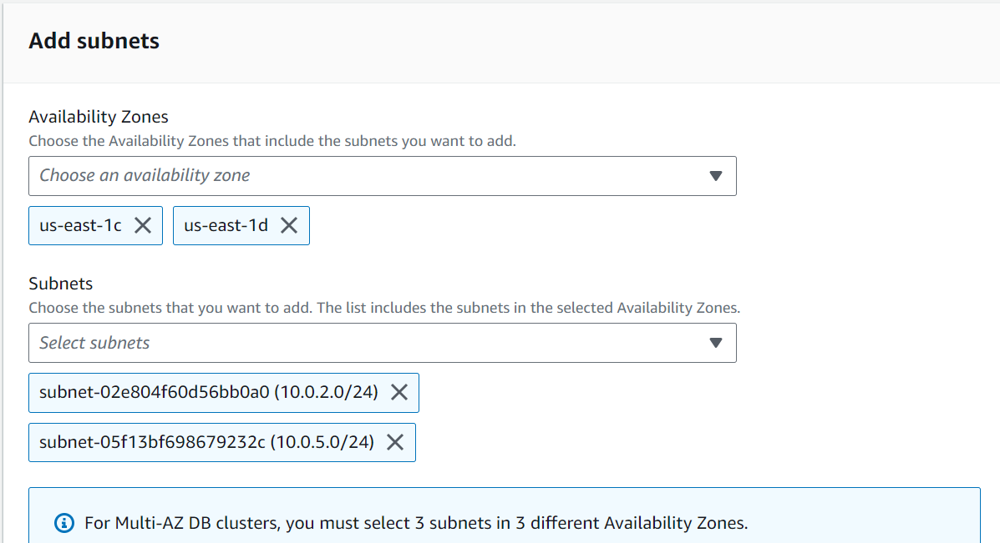 Add subnets
Availability Zones
Choose the Availability Zones that include the subnets you want to add.
Choose an availability zone
us-east-1c us-east-1d
Subnets
Choose the subnets that you want to add. The list includes the subnets in the selected Availability Zones.
Select subnets
subnet-02e804f60d56bb0a0 (10.0.2.0/24)
subnet-05f13bf698679232c (10.0.5.0/24)
For Multi-AZ DB clusters, you must select 3 subnets in 3 different Availability Zones.